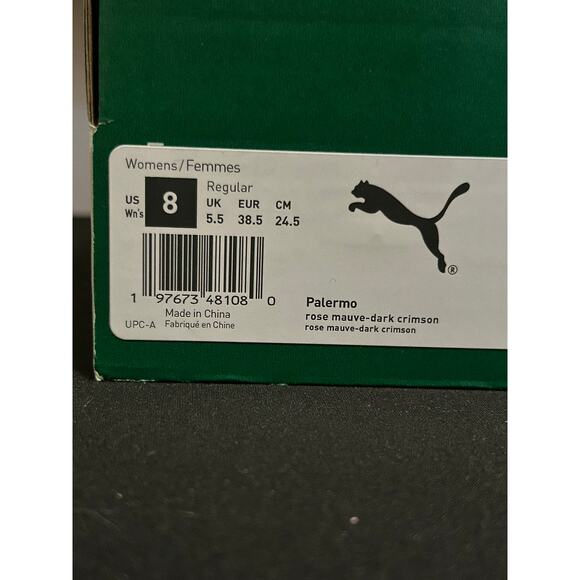 Womens/Femmes
US Wn's 8
Regular
UK EUR CM
5.5 38.5 24.5
®
1 97673 48108 0
Made in China
UPC-A Fabriqué en Chine
Palermo
rose mauve-dark crimson
rose mauve-dark crimson